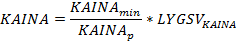 KAINA = KAINA_min / KAINA_p * LYGSV_KAINA